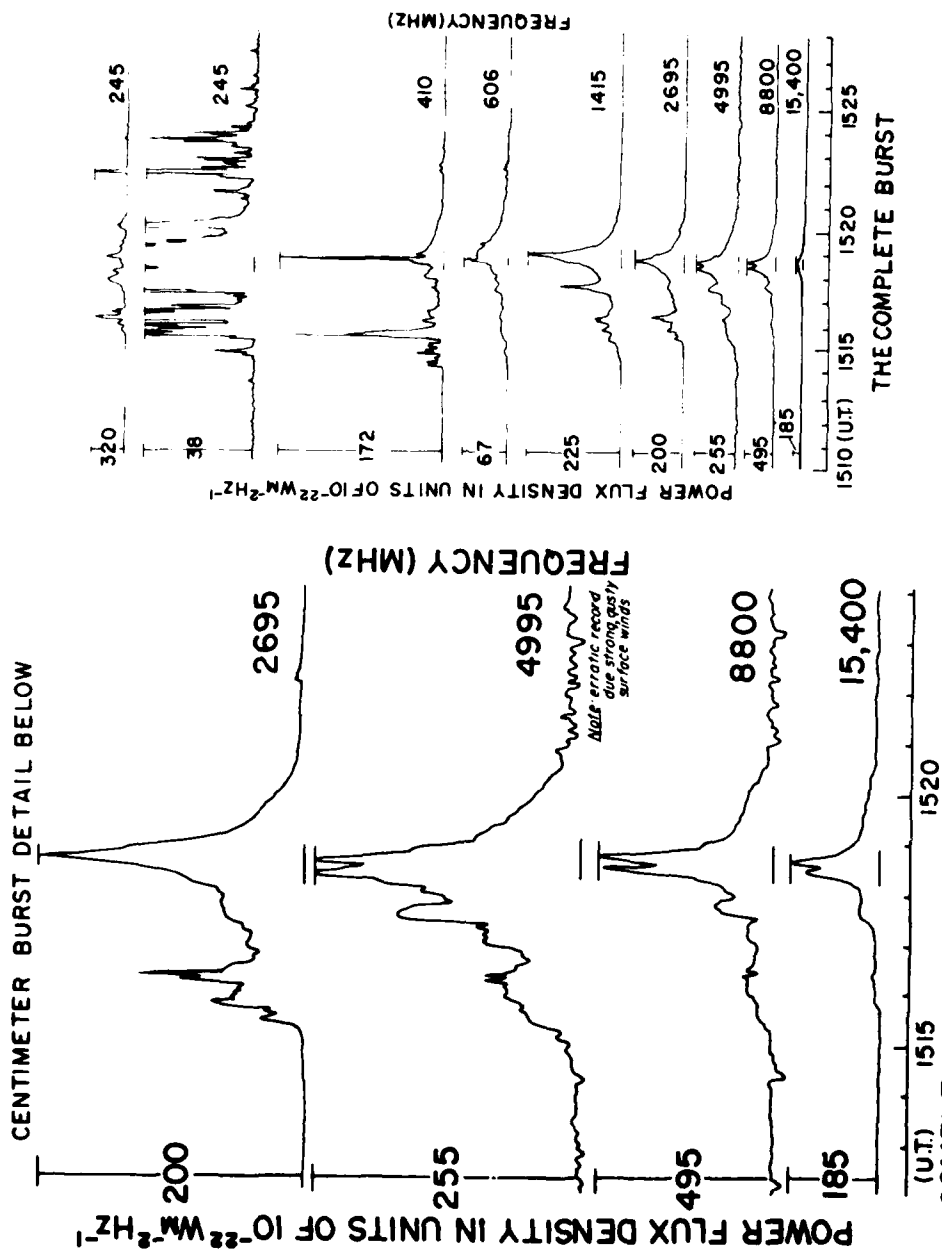 CENTIMETER BURST DETAIL BELOW
POWER FLUX DENSITY IN UNITS OF 10⁻²² WM⁻²HZ⁻¹
FREQUENCY (MHz)
200
2695
255
4995
Note: erratic record
due strong, gusty
surface winds
495
8800
185
15,400
(U.T.)
1515
1520
POWER FLUX DENSITY IN UNITS OF 10⁻²² WM⁻²HZ⁻¹
FREQUENCY (MHz)
320
245
38
245
172
410
67
606
225
1415
200
2695
255
4995
495
8800
185
15,400
1510 (U.T.)
1515
1520
1525
THE COMPLETE BURST